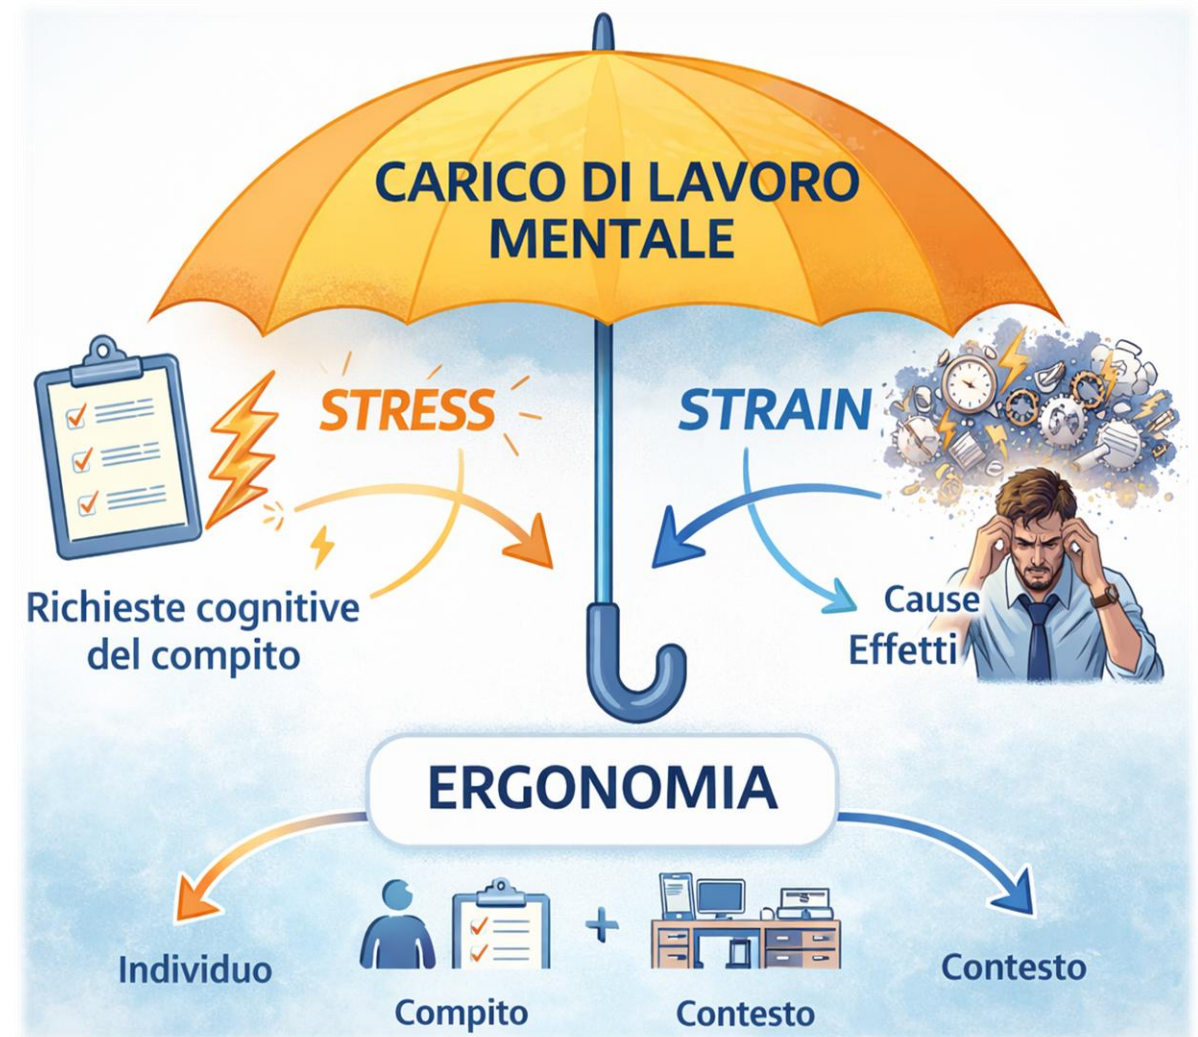 CARICO DI LAVORO
MENTALE
STRESS
STRAIN
Richieste cognitive
del compito
Cause
Effetti
ERGONOMIA
Individuo
Compito
+
Contesto
Contesto